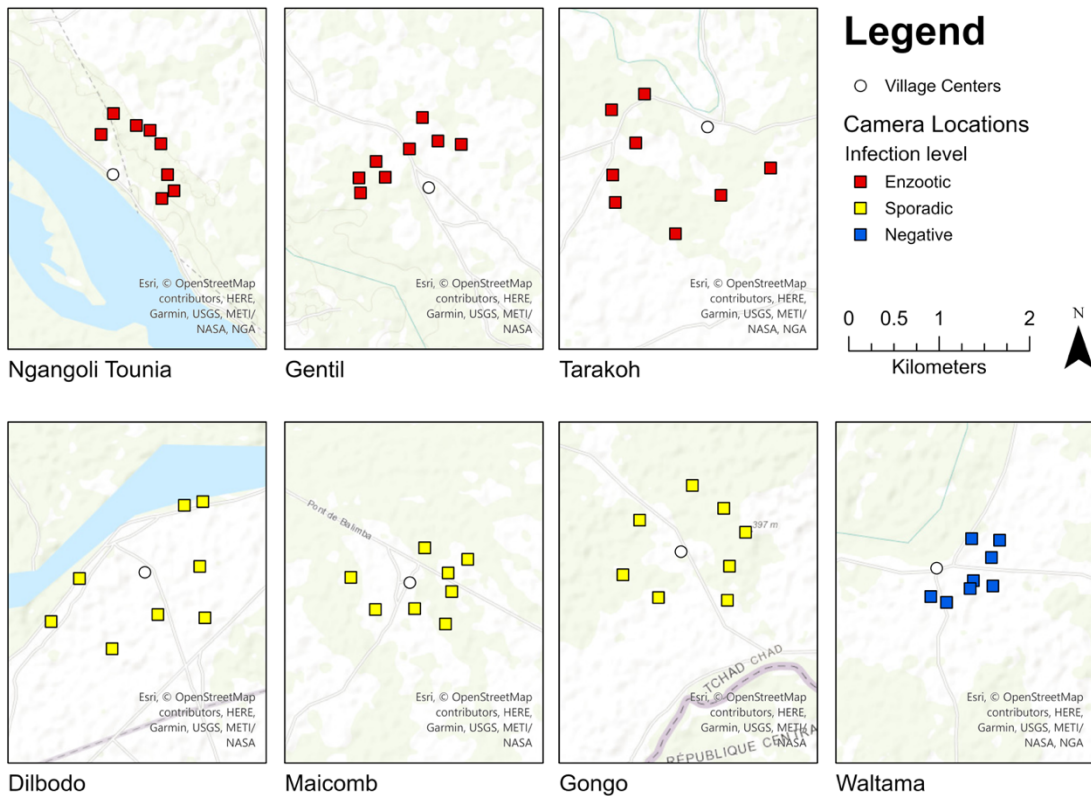 Esri, © OpenStreetMap
contributors, HERE,
Garmin, USGS, METI/
NASA, NGA
Ngangoli Tounia
Esri, © OpenStreetMap
contributors, HERE,
Garmin, USGS, METI/
NASA
Gentil
Esri, © OpenStreetMap
contributors, HERE,
Garmin, USGS, METI/
NASA, NGA
Tarakoh
Legend
Village Centers
Camera Locations
Infection level
Enzootic
Sporadic
Negative
0 0.5 1 2
Kilometers
N
Esri, © OpenStreetMap
contributors, HERE,
Garmin, USGS, METI/
NASA
Dilbodo
Pont de Balimba
Esri, © OpenStreetMap
contributors, HERE,
Garmin, USGS, METI/
NASA
Maicomb
397 m
TCHAD CHAD
Esri, © OpenStreetMap
contributors, HERE,
Garmin, USGS, METI/
NASA
RÉPUBLIQUE CENTRA
Gongo
Esri, © OpenStreetMap
contributors, HERE,
Garmin, USGS, METI/
NASA, NGA
Waltama